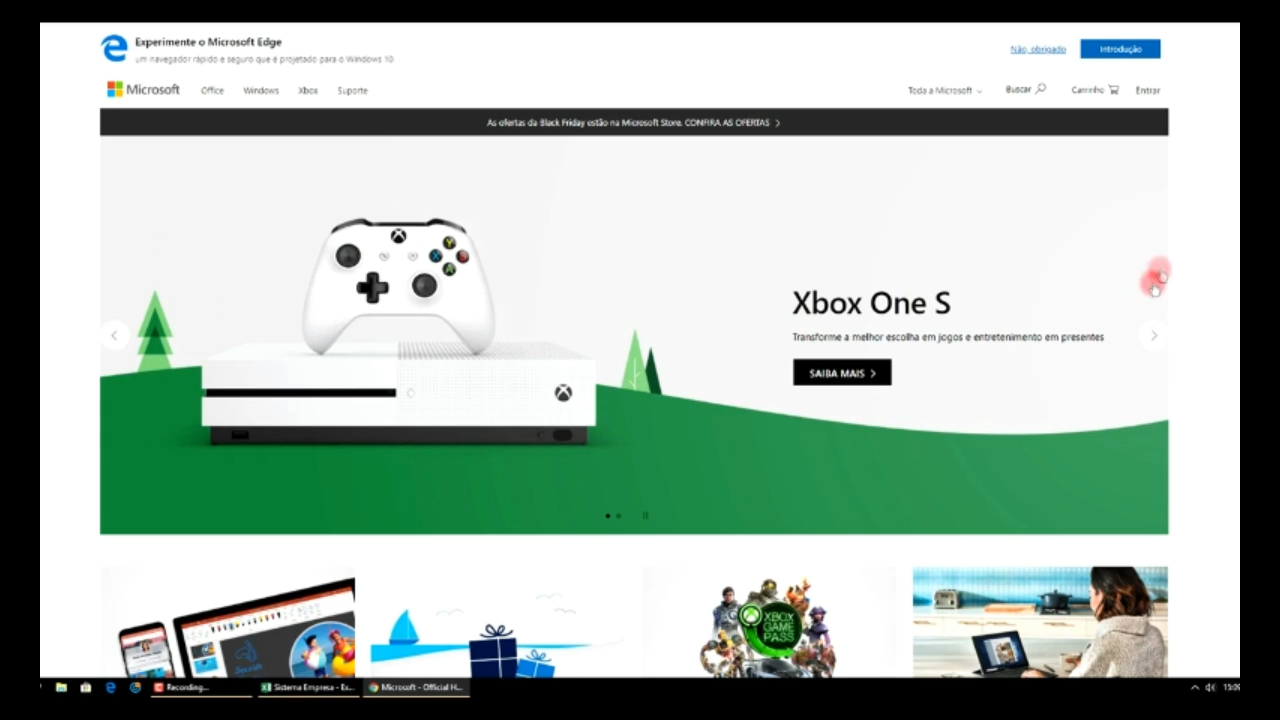 Experimente o Microsoft Edge
um navegador rápido e seguro que é projetado para o Windows 10
Não, obrigado
Introdução
Microsoft
Office
Windows
Xbox
Suporte
Toda a Microsoft
Buscar
Carrinho
Entrar
As ofertas da Black Friday estão na Microsoft Store. CONFIRA AS OFERTAS
Y
X
B
A
Xbox One S
Transforme a melhor escolha em jogos e entretenimento em presentes
SAIBA MAIS
XBOX
GAME
PASS
Recording...
Sistema Empresa - Ex...
Microsoft - Official H...
15:09